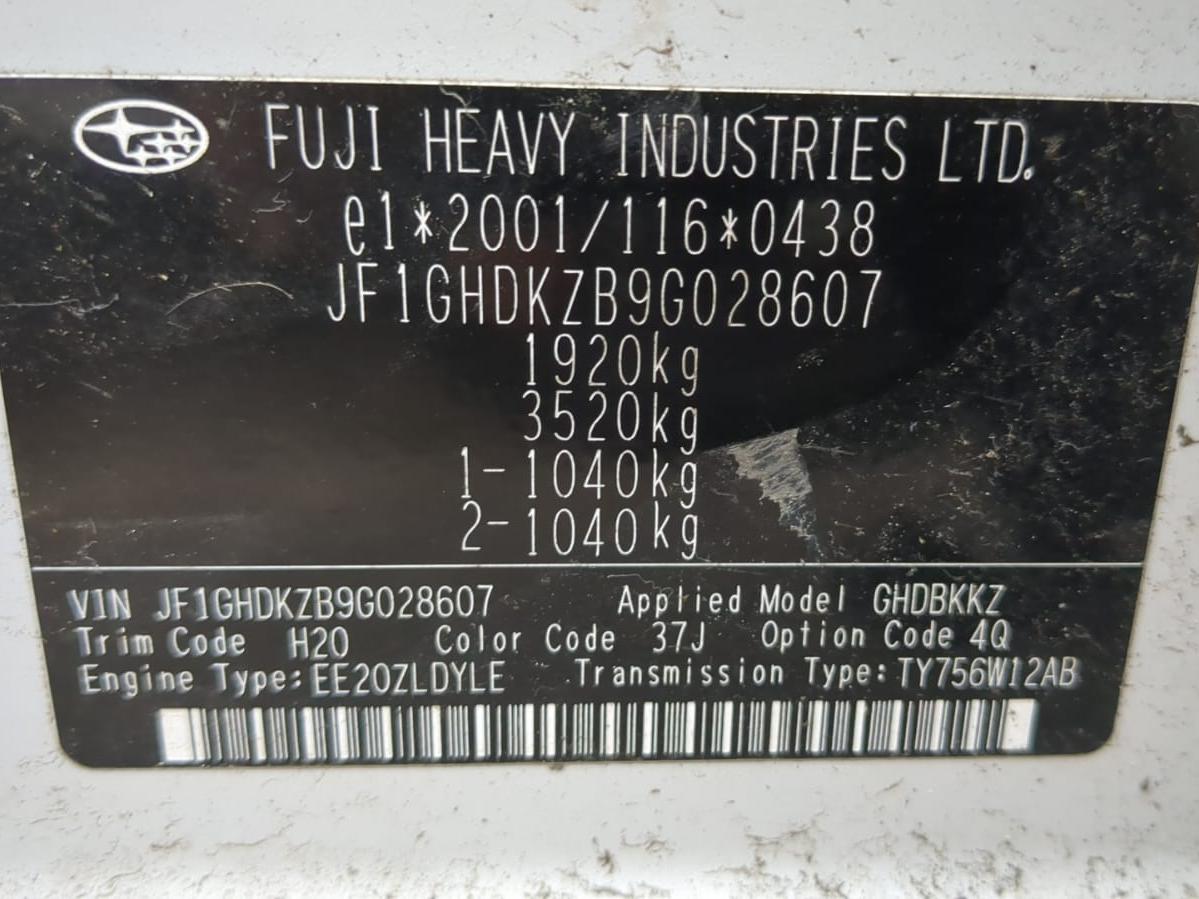 FUJI HEAVY INDUSTRIES LTD.
e1*2001/116*0438
JF1GHDKZB9G028607
1920kg
3520kg
1-1040kg
2-1040kg
VIN JF1GHDKZB9G028607 Applied Model GHDBKKZ
Trim Code H20 Color Code 37J Option Code 4Q
Engine Type:EE20ZLDYLE Transmission Type:TY756W12AB